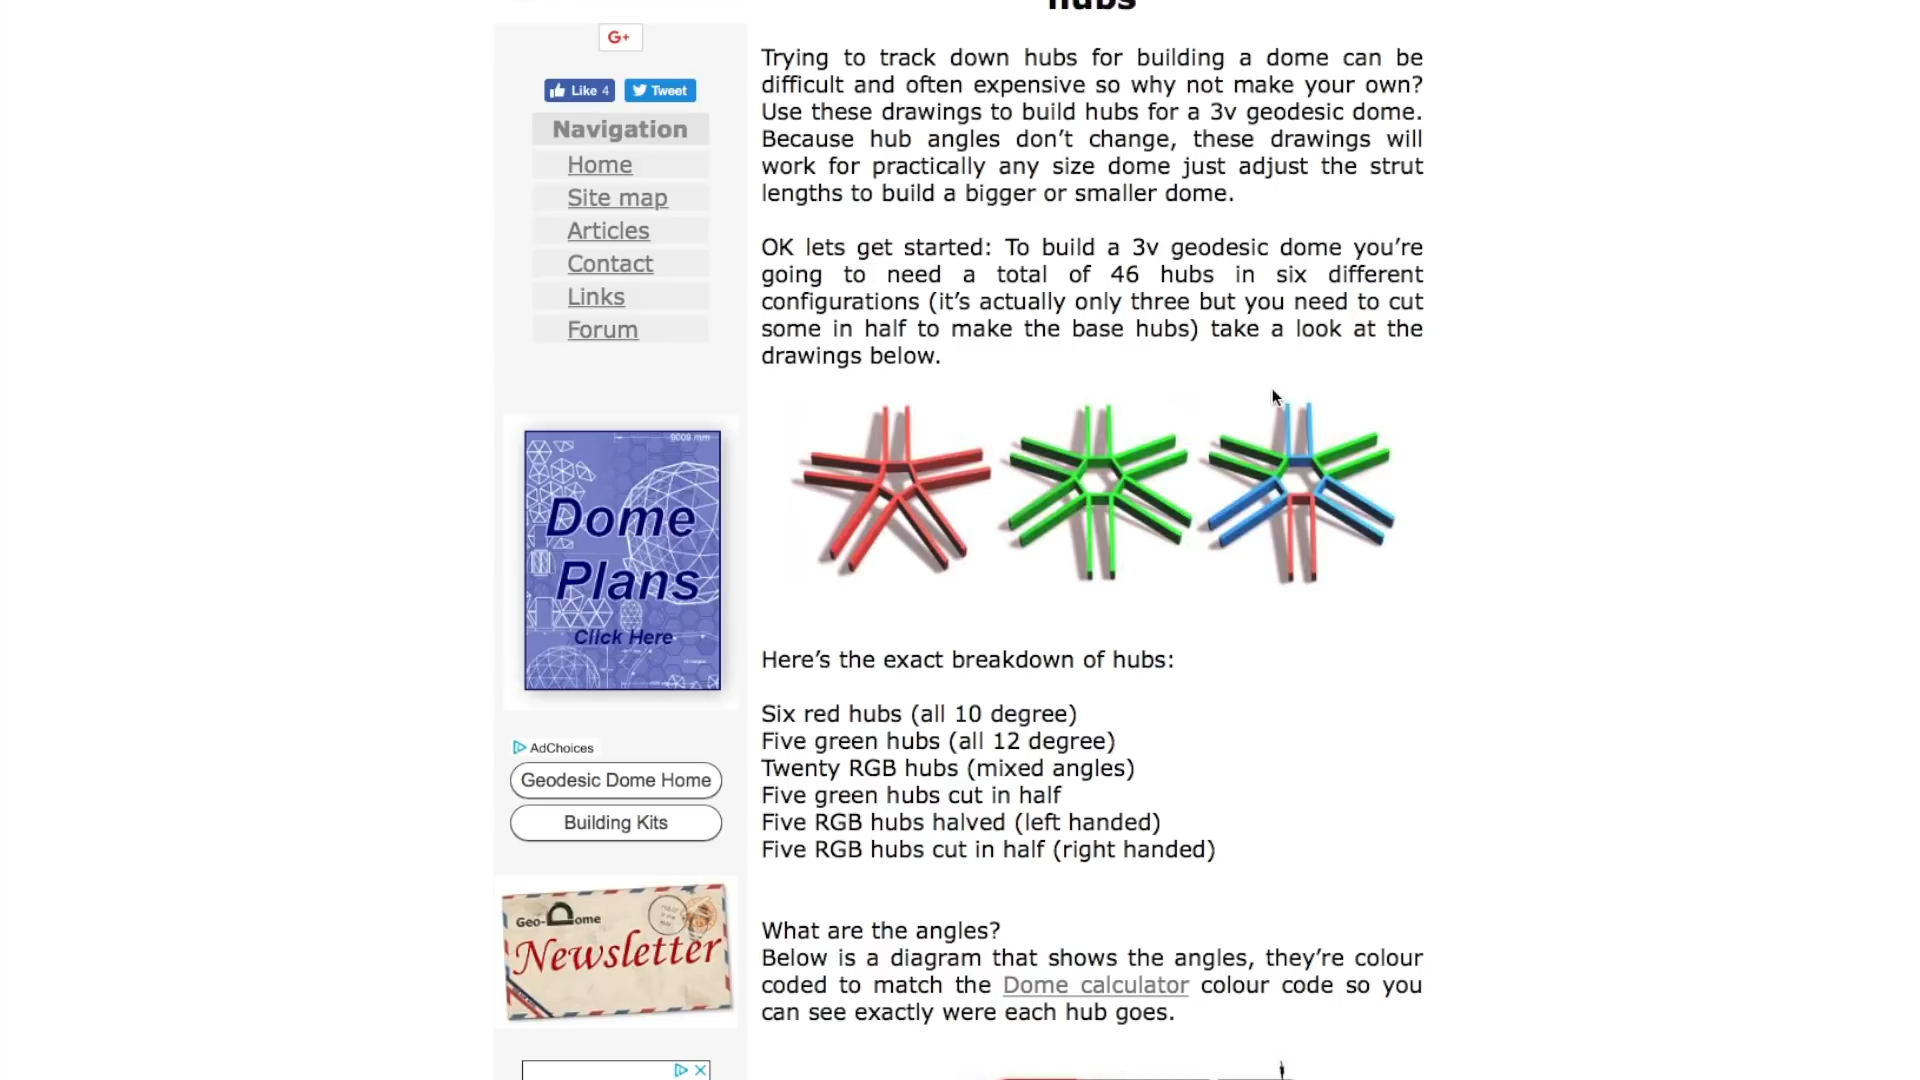 hubs
G+
Like 4
Tweet
Navigation
Home
Site map
Articles
Contact
Links
Forum
9009 mm
Dome
Plans
Click Here
AdChoices
Geodesic Dome Home
Building Kits
Geo-Dome
Newsletter
Trying to track down hubs for building a dome can be
difficult and often expensive so why not make your own?
Use these drawings to build hubs for a 3v geodesic dome.
Because hub angles don’t change, these drawings will
work for practically any size dome just adjust the strut
lengths to build a bigger or smaller dome.
OK lets get started: To build a 3v geodesic dome you’re
going to need a total of 46 hubs in six different
configurations (it’s actually only three but you need to cut
some in half to make the base hubs) take a look at the
drawings below.
Here’s the exact breakdown of hubs:
Six red hubs (all 10 degree)
Five green hubs (all 12 degree)
Twenty RGB hubs (mixed angles)
Five green hubs cut in half
Five RGB hubs halved (left handed)
Five RGB hubs cut in half (right handed)
What are the angles?
Below is a diagram that shows the angles, they’re colour
coded to match the Dome calculator colour code so you
can see exactly were each hub goes.